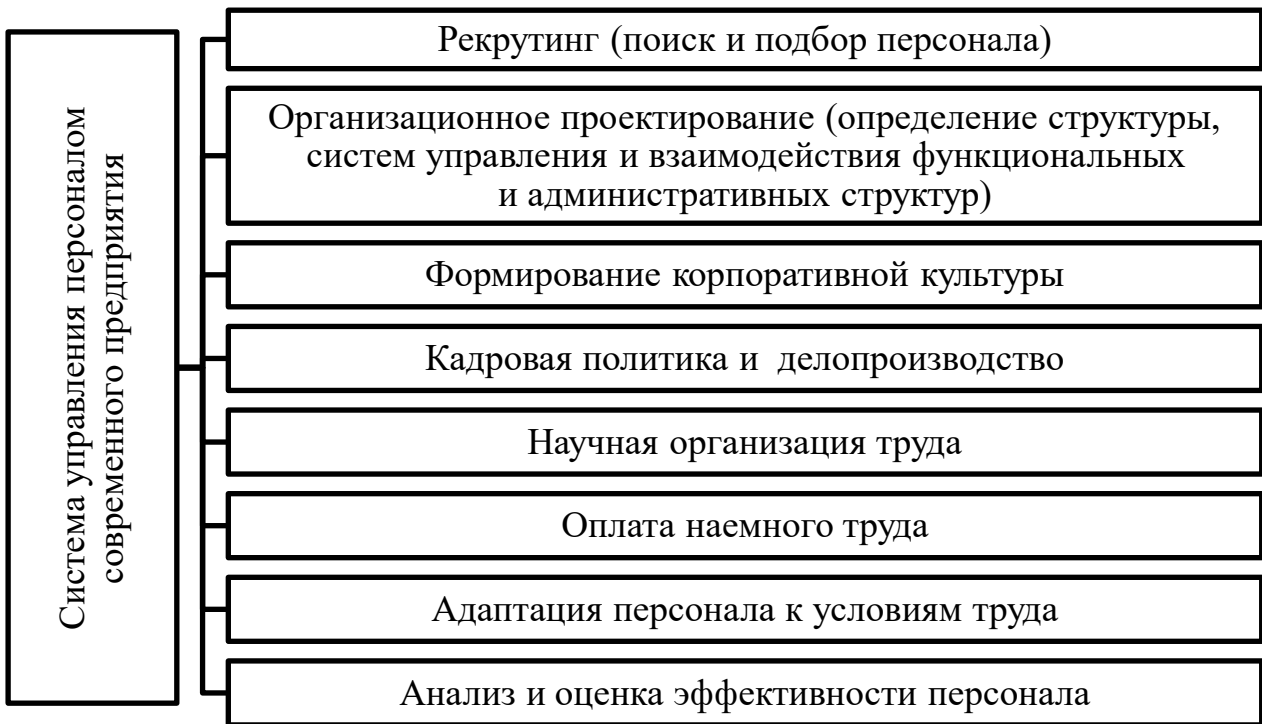 Система управления персоналом
современного предприятия
Рекрутинг (поиск и подбор персонала)
Организационное проектирование (определение структуры,
систем управления и взаимодействия функциональных
и административных структур)
Формирование корпоративной культуры
Кадровая политика и  делопроизводство
Научная организация труда
Оплата наемного труда
Адаптация персонала к условиям труда
Анализ и оценка эффективности персонала